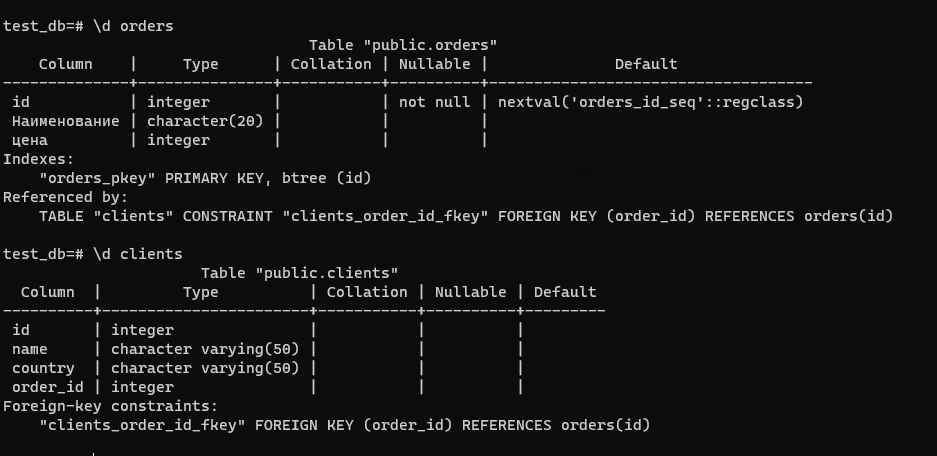 test_db=# \d orders
                                  Table "public.orders"
    Column    |     Type      | Collation | Nullable |              Default
--------------+---------------+-----------+----------+------------------------------------
 id           | integer       |           | not null | nextval('orders_id_seq'::regclass)
 Наименование | character(20) |           |          |
 цена         | integer       |           |          |
Indexes:
    "orders_pkey" PRIMARY KEY, btree (id)
Referenced by:
    TABLE "clients" CONSTRAINT "clients_order_id_fkey" FOREIGN KEY (order_id) REFERENCES orders(id)
test_db=# \d clients
                      Table "public.clients"
  Column  |         Type          | Collation | Nullable | Default
----------+-----------------------+-----------+----------+---------
 id       | integer               |           |          |
 name     | character varying(50) |           |          |
 country  | character varying(50) |           |          |
 order_id | integer               |           |          |
Foreign-key constraints:
    "clients_order_id_fkey" FOREIGN KEY (order_id) REFERENCES orders(id)